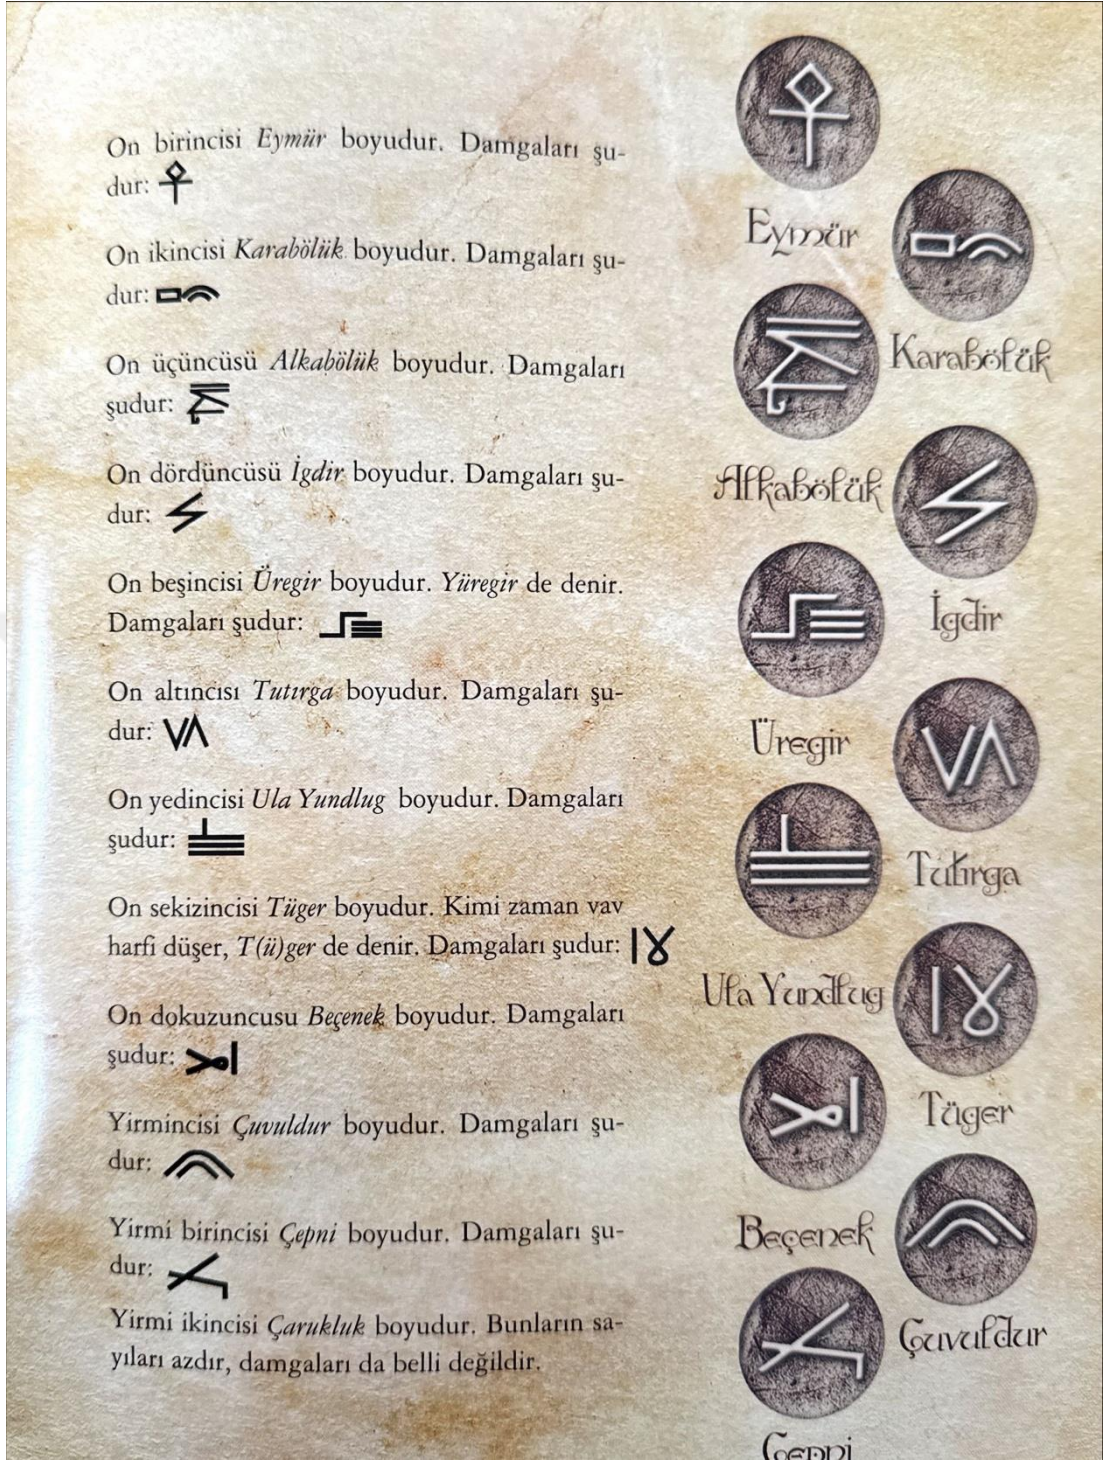 On birincisi Eymür boyudur. Damgaları şu-
dur:
On ikincisi Karabölük boyudur. Damgaları şu-
dur:
On üçüncüsü Alkabölük boyudur. Damgaları
şudur:
On dördüncüsü İgdir boyudur. Damgaları şu-
dur:
On beşincisi Üregir boyudur. Yüregir de denir.
Damgaları şudur:
On altıncısı Tutırga boyudur. Damgaları şu-
dur:
On yedincisi Ula Yundlug boyudur. Damgaları
şudur:
On sekizincisi Tüger boyudur. Kimi zaman vav
harfi düşer, T(ü)ger de denir. Damgaları şudur:
On dokuzuncusu Beçenek boyudur. Damgaları
şudur:
Yirmincisi Çuvuldur boyudur. Damgaları şu-
dur:
Yirmi birincisi Çepni boyudur. Damgaları şu-
dur:
Yirmi ikincisi Çarukluk boyudur. Bunların sa-
yıları azdır, damgaları da belli değildir.
Eymür
Karabölük
Alkabölük
İgdir
Üregir
Tutırga
Ula Yundlug
Tüger
Beçenek
Çuvuldur
Çepni